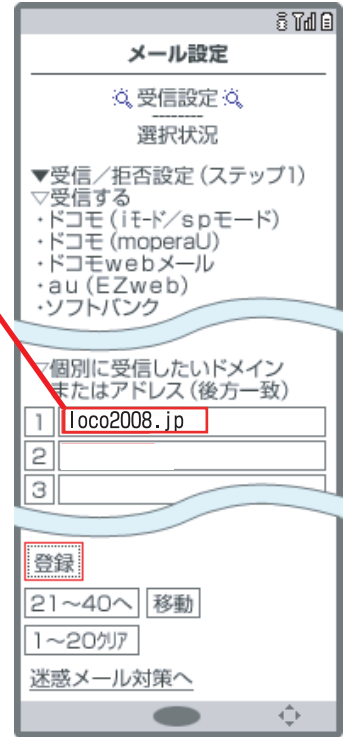 メール設定
受信設定
選択状況
▼受信／拒否設定(ステップ1)
▽受信する
・ドコモ(iﾓｰﾄﾞ／spモード)
・ドコモ(moperaU)
・ドコモwebメール
・au(EZweb)
・ソフトバンク
▽個別に受信したいドメイン
またはアドレス(後方一致)
1 loco2008.jp
2
3
登録
21～40へ 移動
1～20ｸﾘｱ
迷惑メール対策へ